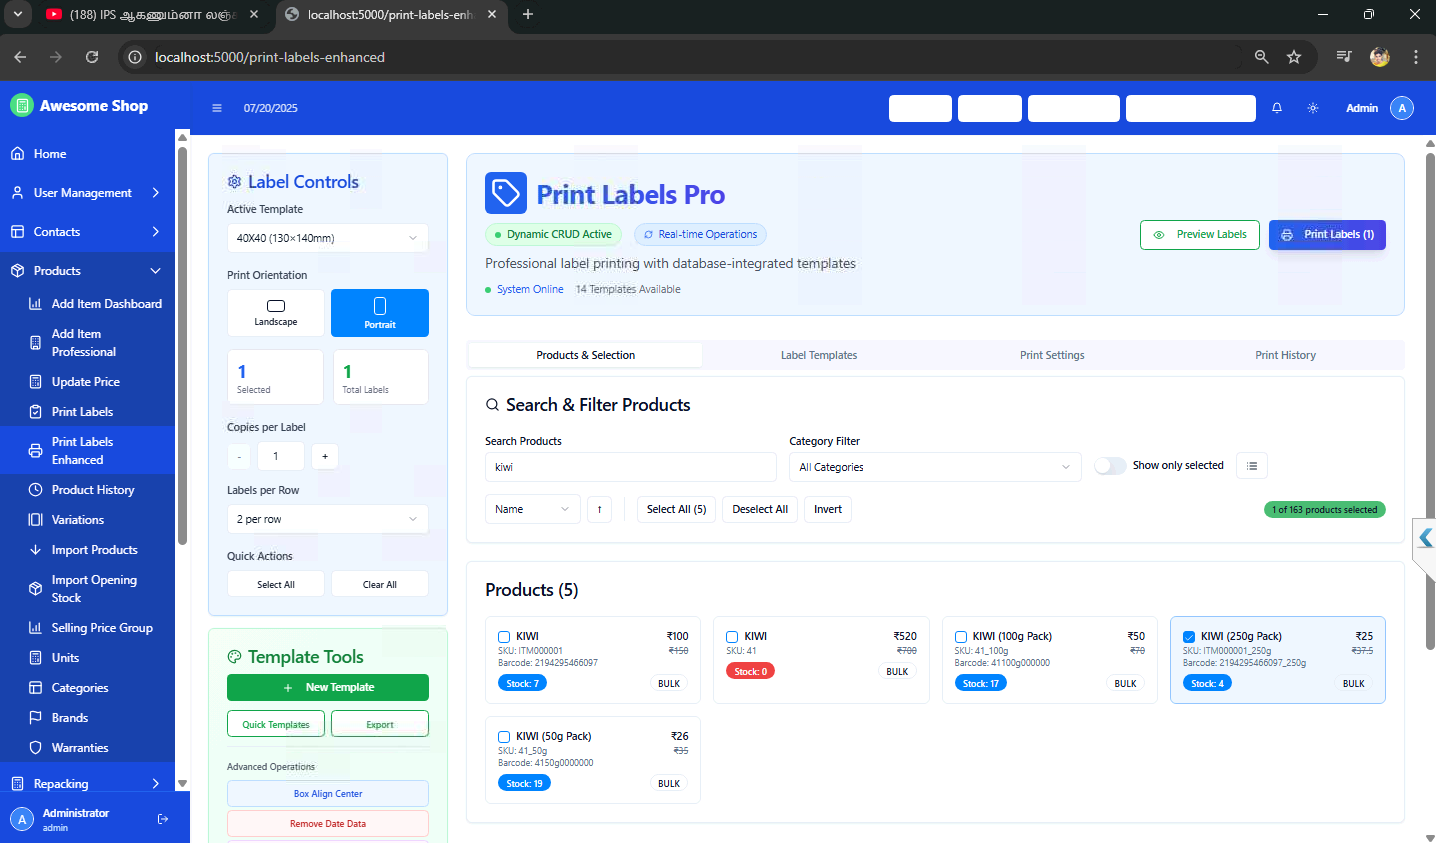 (188) IPS ஆகணும்னா லஞ்
localhost:5000/print-labels-enh
localhost:5000/print-labels-enhanced
Awesome Shop
07/20/2025
Admin
A
Home
User Management
Contacts
Products
Add Item Dashboard
Add Item
Professional
Update Price
Print Labels
Print Labels
Enhanced
Product History
Variations
Import Products
Import Opening
Stock
Selling Price Group
Units
Categories
Brands
Warranties
Repacking
A
Administrator
admin
Label Controls
Active Template
40X40 (130×140mm)
Print Orientation
Landscape
Portrait
1
Selected
1
Total Labels
Copies per Label
-
1
+
Labels per Row
2 per row
Quick Actions
Select All
Clear All
Template Tools
+ New Template
Quick Templates
Export
Advanced Operations
Box Align Center
Remove Date Data
Print Labels Pro
Dynamic CRUD Active
Real-time Operations
Professional label printing with database-integrated templates
System Online
14 Templates Available
Preview Labels
Print Labels (1)
Products & Selection
Label Templates
Print Settings
Print History
Search & Filter Products
Search Products
kiwi
Category Filter
All Categories
Show only selected
Name
↑
Select All (5)
Deselect All
Invert
1 of 163 products selected
Products (5)
KIWI
₹100
SKU: ITM000001
₹150
Barcode: 2194295466097
Stock: 7
BULK
KIWI
₹520
SKU: 41
₹700
Stock: 0
BULK
KIWI (100g Pack)
₹50
SKU: 41_100g
₹70
Barcode: 41100g000000
Stock: 17
BULK
KIWI (250g Pack)
₹25
SKU: ITM000001_250g
₹37.5
Barcode: 2194295466097_250g
Stock: 4
BULK
KIWI (50g Pack)
₹26
SKU: 41_50g
₹35
Barcode: 4150g0000000
Stock: 19
BULK